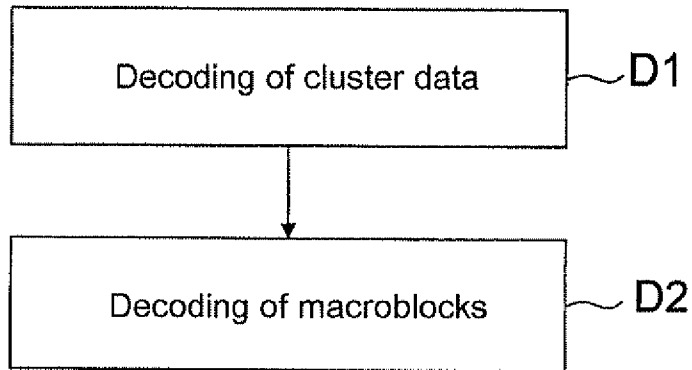 Decoding of cluster data D1
Decoding of macroblocks D2